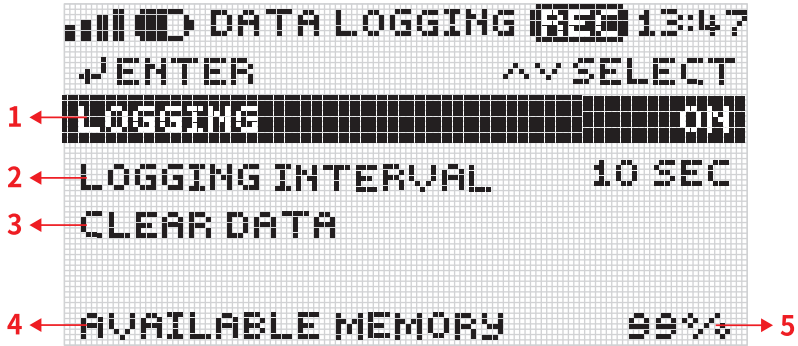 DATA LOGGING REC 13:47
ENTER SELECT
1 LOGGING ON
2 LOGGING INTERVAL 10 SEC
3 CLEAR DATA
4 AVAILABLE MEMORY 99% 5